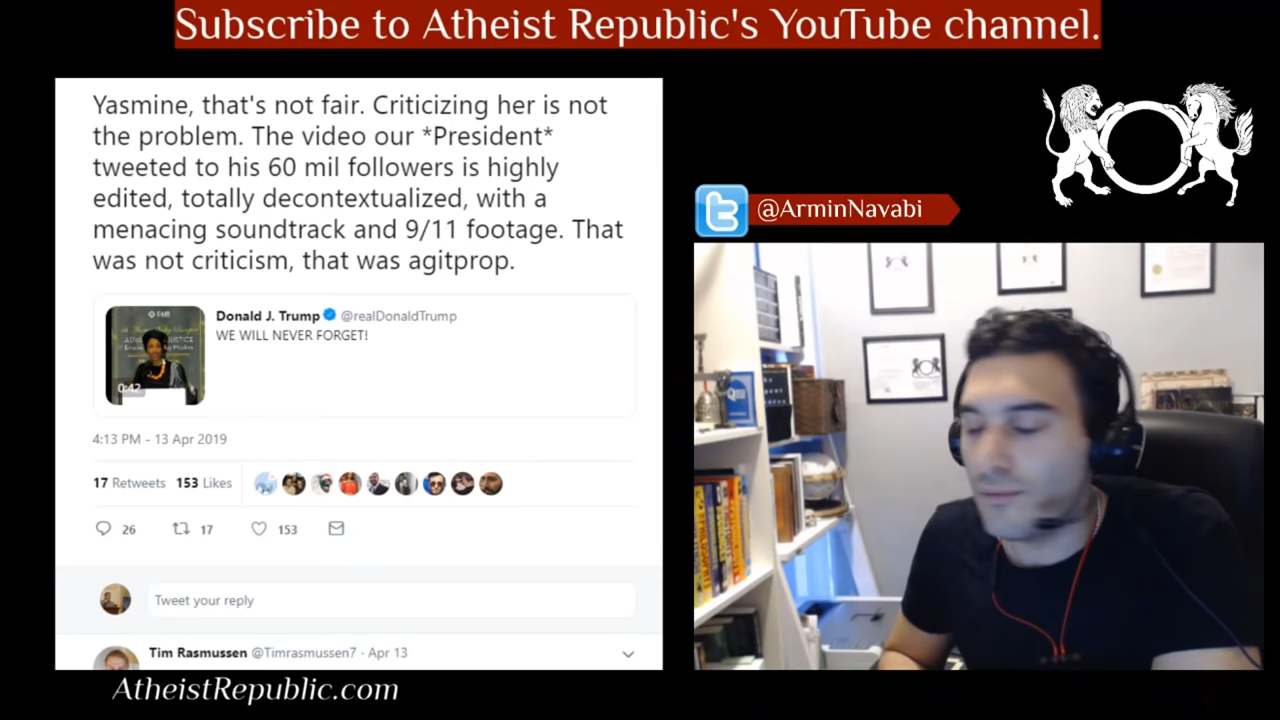 Subscribe to Atheist Republic's YouTube channel.
Yasmine, that's not fair. Criticizing her is not
the problem. The video our *President*
tweeted to his 60 mil followers is highly
edited, totally decontextualized, with a
menacing soundtrack and 9/11 footage. That
was not criticism, that was agitprop.
Donald J. Trump @realDonaldTrump
WE WILL NEVER FORGET!
0:42
4:13 PM - 13 Apr 2019
17 Retweets 153 Likes
26 17 153
Tweet your reply
Tim Rasmussen @Timrasmussen7 · Apr 13
@ArminNavabi
AtheistRepublic.com